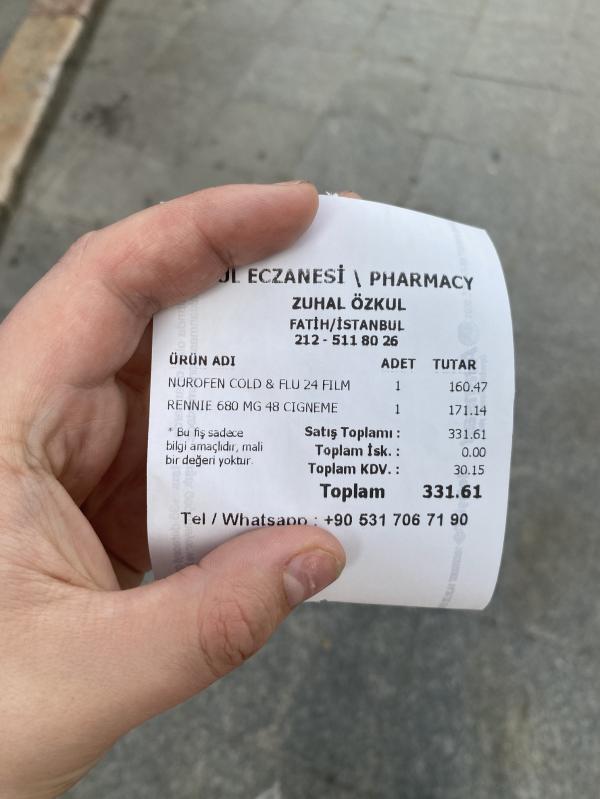 ECZANESİ \ PHARMACY
ZUHAL ÖZKUL
FATİH/İSTANBUL
212 - 511 80 26
ÜRÜN ADI ADET TUTAR
NUROFEN COLD & FLU 24 FILM 1 160.47
RENNIE 680 MG 48 CIGNEME 1 171.14
* Bu fiş sadece
bilgi amaçlıdır, mali
bir değeri yoktur.
Satış Toplamı : 331.61
Toplam İsk. : 0.00
Toplam KDV. : 30.15
Toplam 331.61
Tel / Whatsapp : +90 531 706 71 90